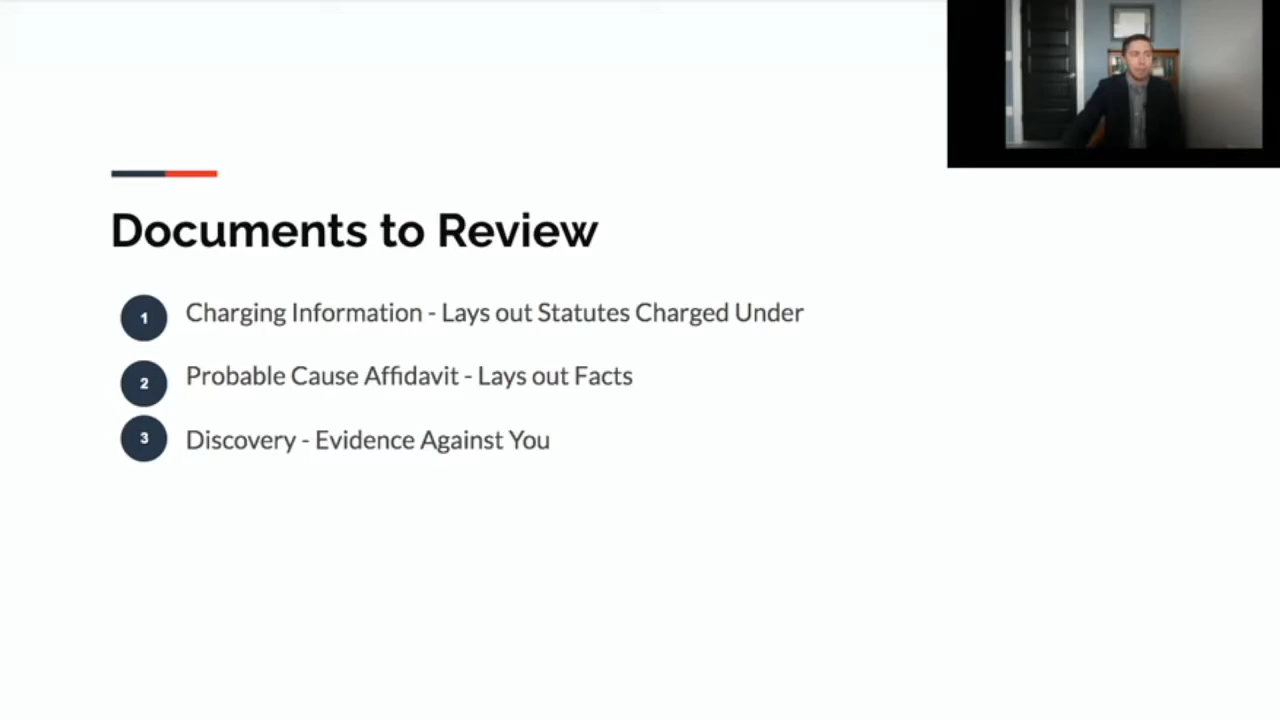 Documents to Review
1 Charging Information - Lays out Statutes Charged Under
2 Probable Cause Affidavit - Lays out Facts
3 Discovery - Evidence Against You